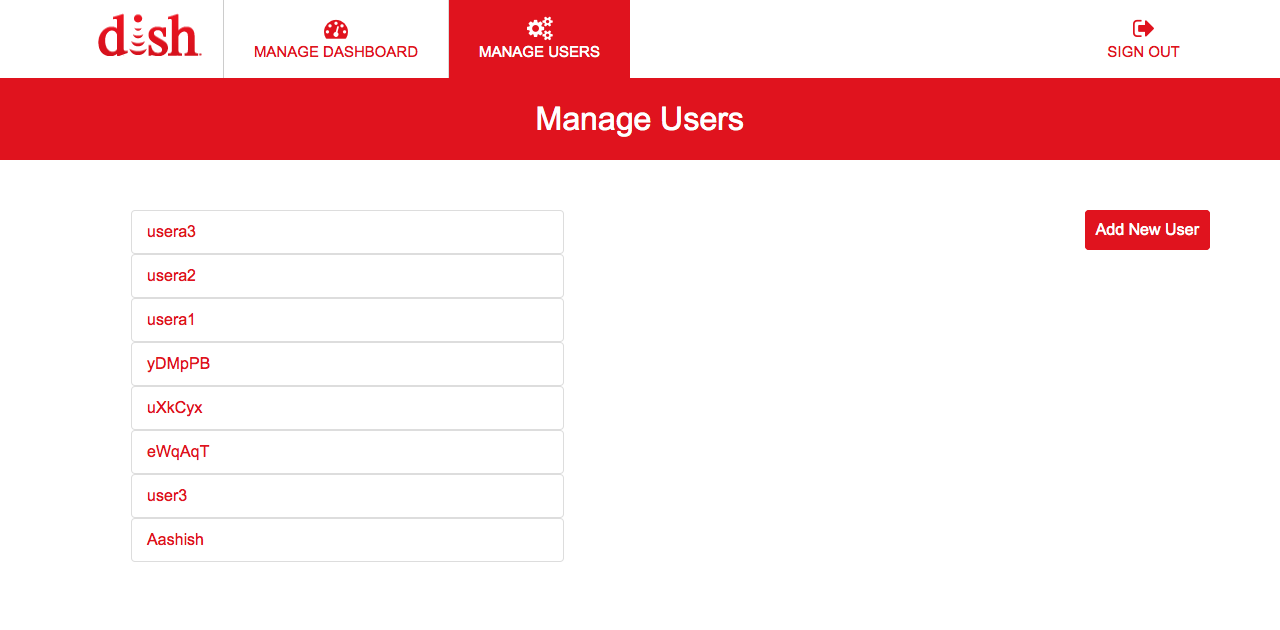 dish
MANAGE DASHBOARD
MANAGE USERS
SIGN OUT
Manage Users
usera3
Add New User
usera2
usera1
yDMpPB
uXkCyx
eWqAqT
user3
Aashish